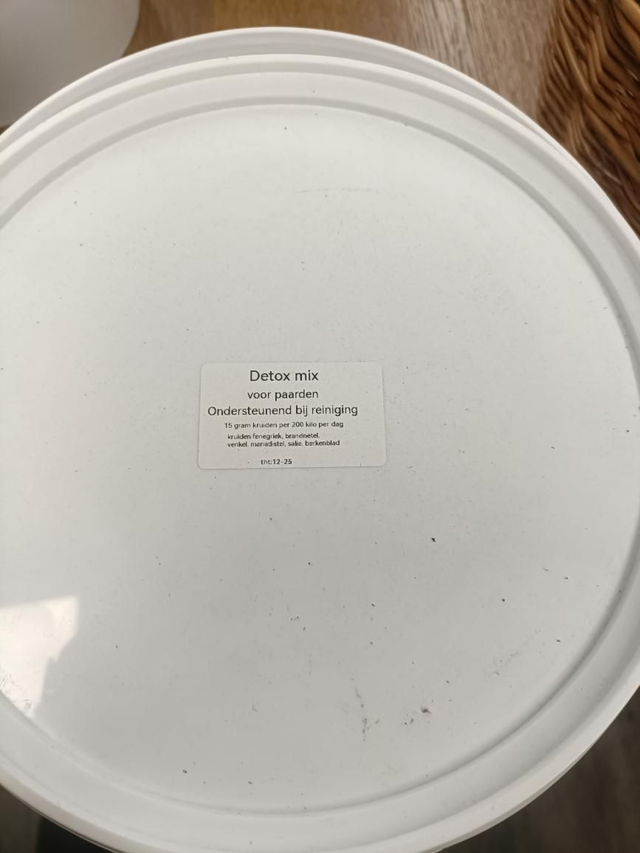 Detox mix
voor paarden
Ondersteunend bij reiniging
15 gram kruiden per 200 kilo per dag
kruiden fenegriek, brandnetel,
venkel, mariadistel, salie, berkenblad
tht:12-25